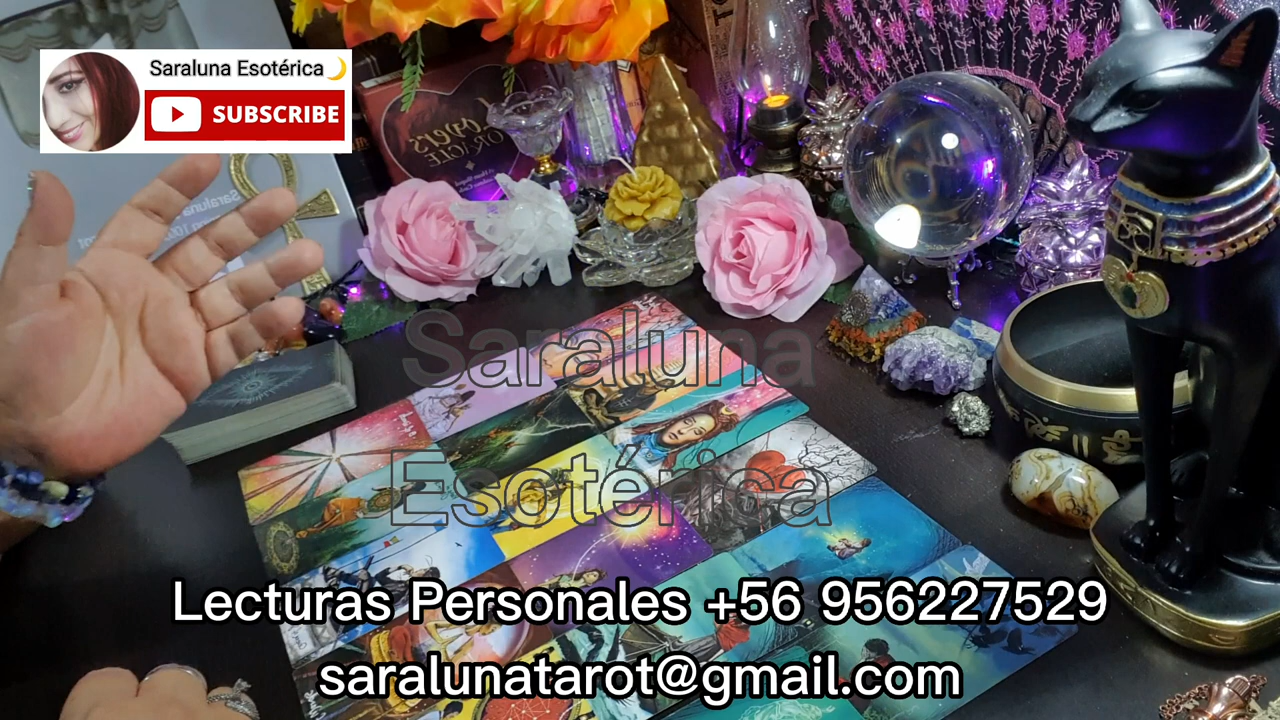 Saraluna Esotérica🌙
SUBSCRIBE
Saraluna
Esotérica
Lecturas Personales +56 956227529
saralunatarot@gmail.com